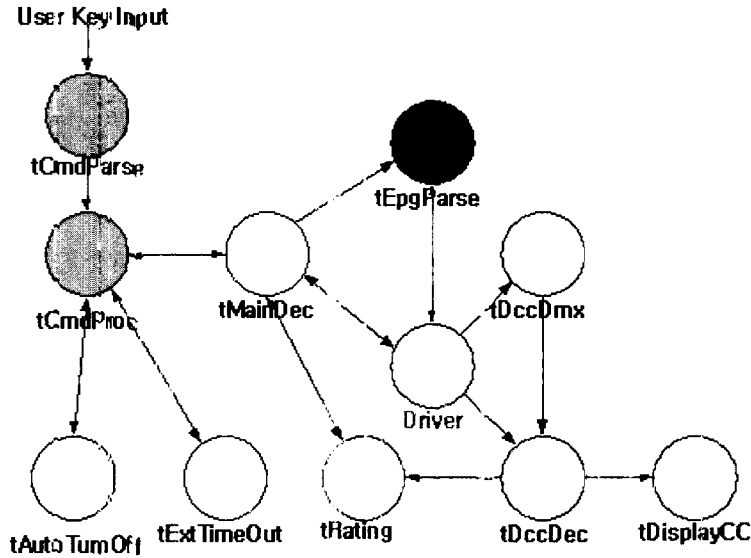 User Key Input
tCmdParse
tEpgParse
tCmdProc
tMainDec
tDccDmx
Driver
tAutoTurnOff
tExtTimeOut
tRating
tDccDec
tDisplayCC